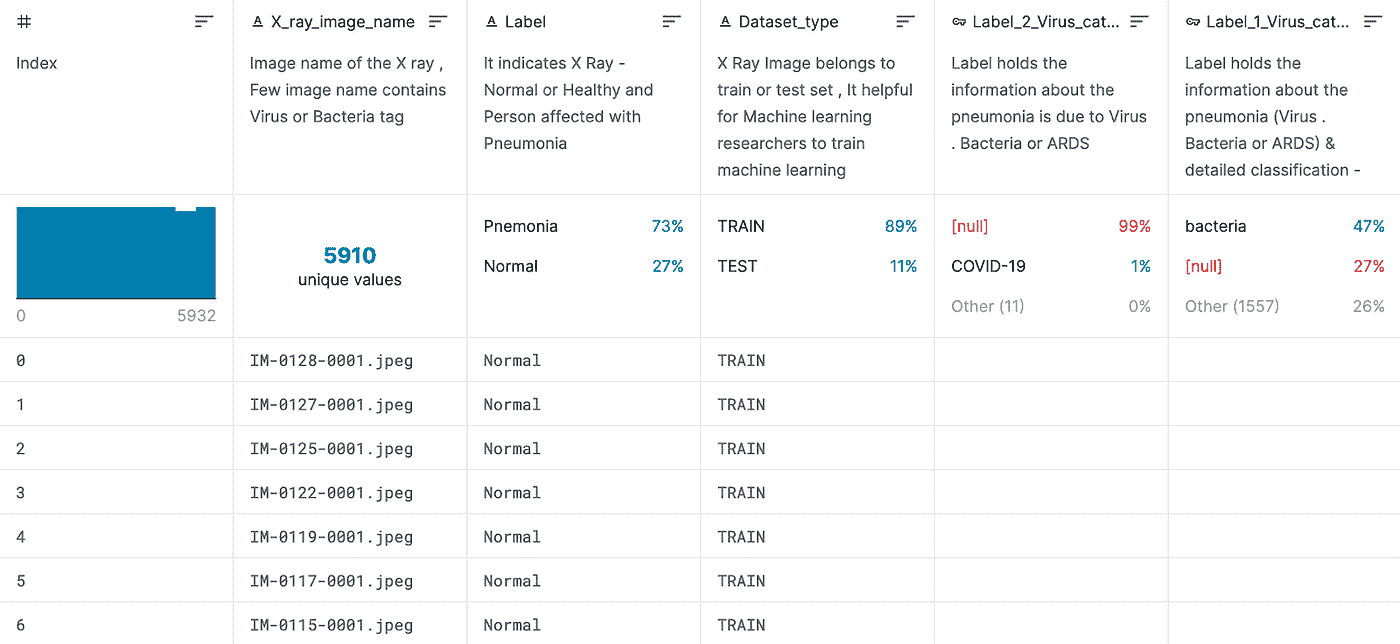 # X_ray_image_name Label Dataset_type Label_2_Virus_cat... Label_1_Virus_cat...
Index
Image name of the X ray ,
Few image name contains
Virus or Bacteria tag
It indicates X Ray -
Normal or Healthy and
Person affected with
Pneumonia
X Ray Image belongs to
train or test set , It helpful
for Machine learning
researchers to train
machine learning
Label holds the
information about the
pneumonia is due to Virus
. Bacteria or ARDS
Label holds the
information about the
pneumonia (Virus .
Bacteria or ARDS) &
detailed classification -
0 5932
5910
unique values
Pnemonia 73%
Normal 27%
TRAIN 89%
TEST 11%
[null] 99%
COVID-19 1%
Other (11) 0%
bacteria 47%
[null] 27%
Other (1557) 26%
0 IM-0128-0001.jpeg Normal TRAIN
1 IM-0127-0001.jpeg Normal TRAIN
2 IM-0125-0001.jpeg Normal TRAIN
3 IM-0122-0001.jpeg Normal TRAIN
4 IM-0119-0001.jpeg Normal TRAIN
5 IM-0117-0001.jpeg Normal TRAIN
6 IM-0115-0001.jpeg Normal TRAIN